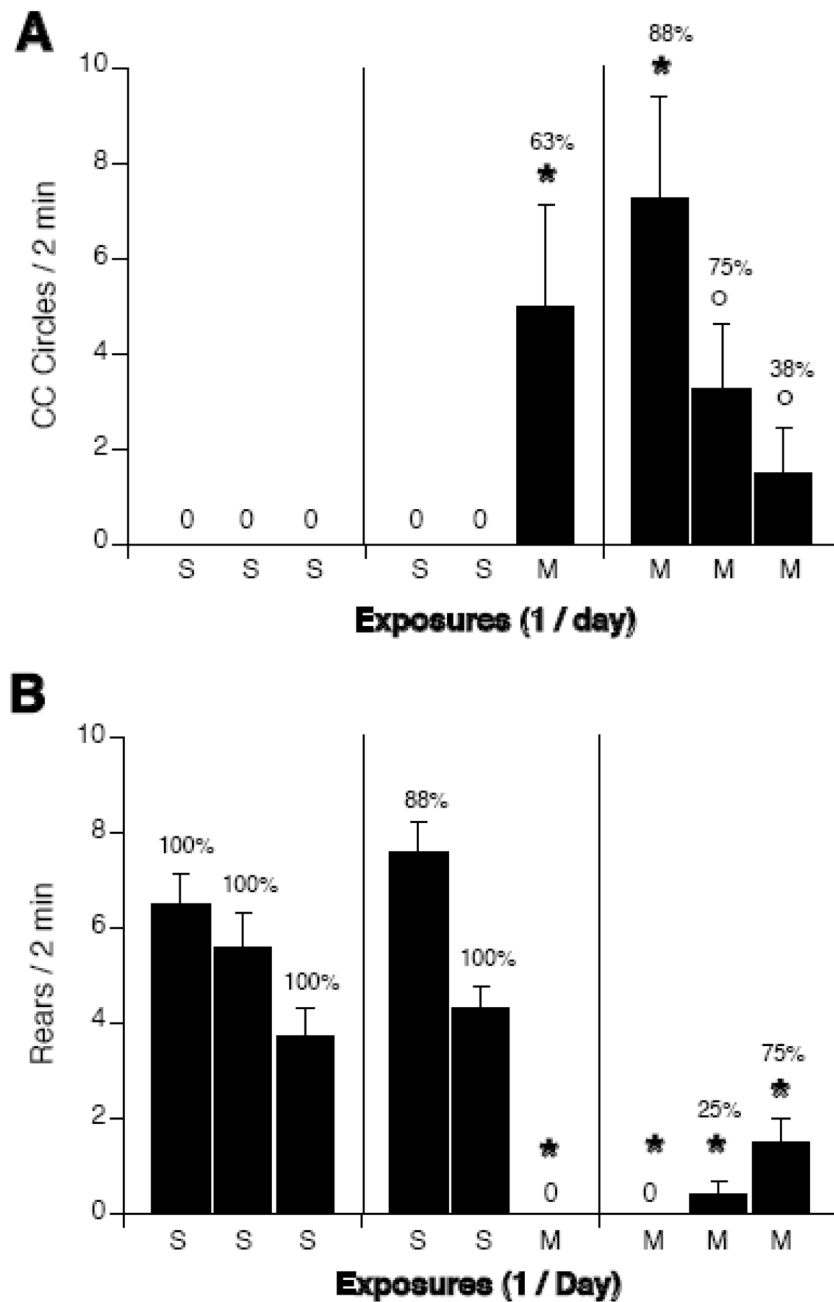 A
88%
10
63%
8
75%
6
38%
4
2
0
0 0 0 0 0
S S S S S M M M M
CC Circles / 2 min
Exposures (1 / day)
B
10
88%
8
100%
100%
6
100%
100%
4
75%
2
25%
0
0 0
S S S S S M M M M
Rears / 2 min
Exposures (1 / Day)